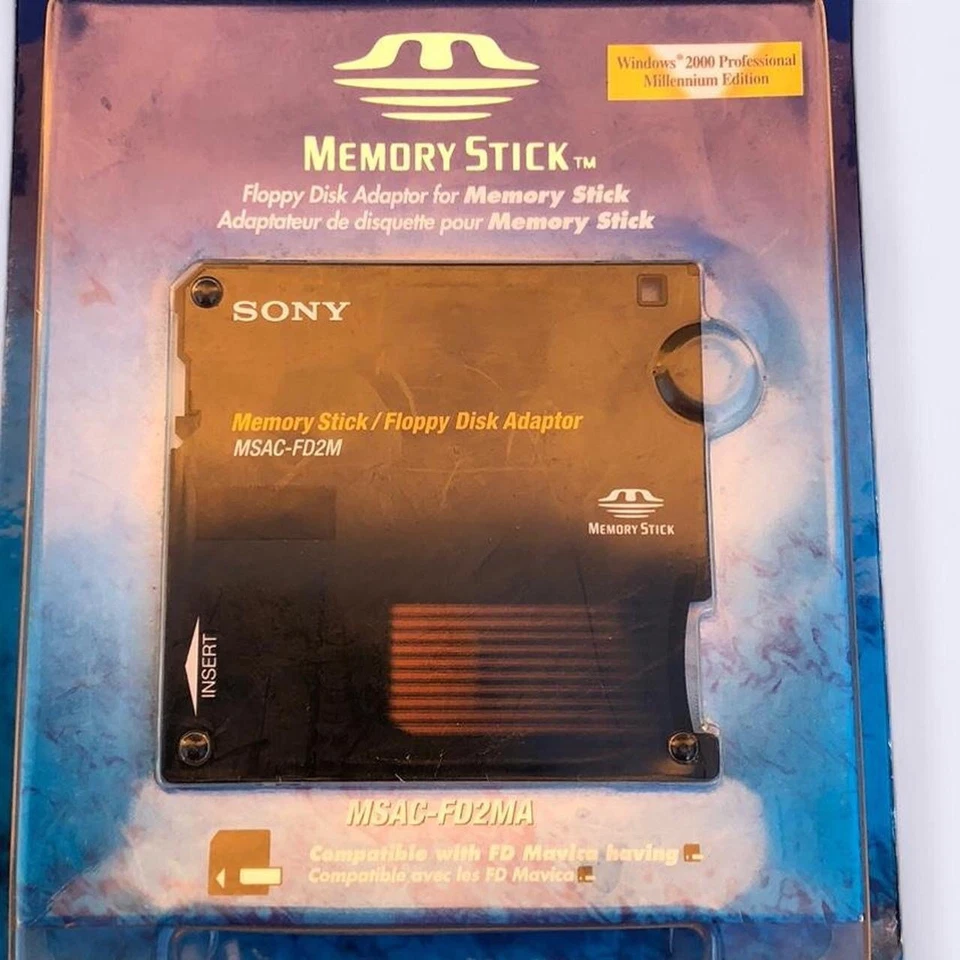 Windows® 2000 Professional
Millennium Edition
MEMORY STICK™
Floppy Disk Adaptor for Memory Stick
Adaptateur de disquette pour Memory Stick
SONY
Memory Stick / Floppy Disk Adaptor
MSAC-FD2M
MEMORY STICK
INSERT
MSAC-FD2MA
Compatible with FD Mavica having
Compatible avec les FD Mavica